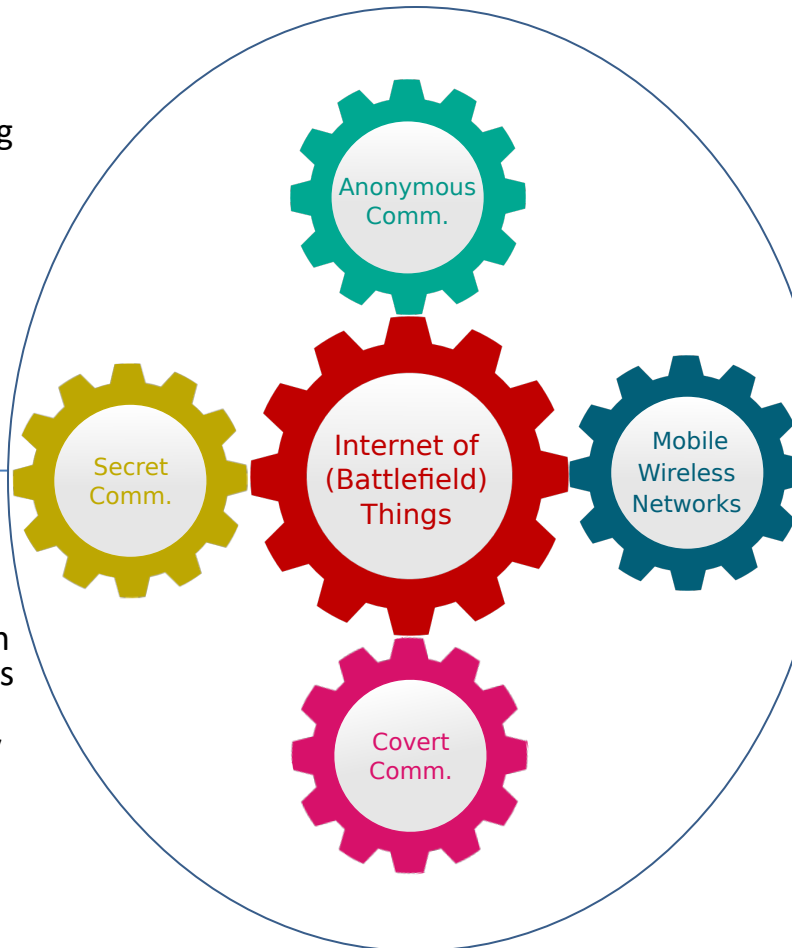 Anonymous
Comm.
Internet of
(Battlefield)
Things
Secret
Comm.
Mobile
Wireless
Networks
Covert
Comm.